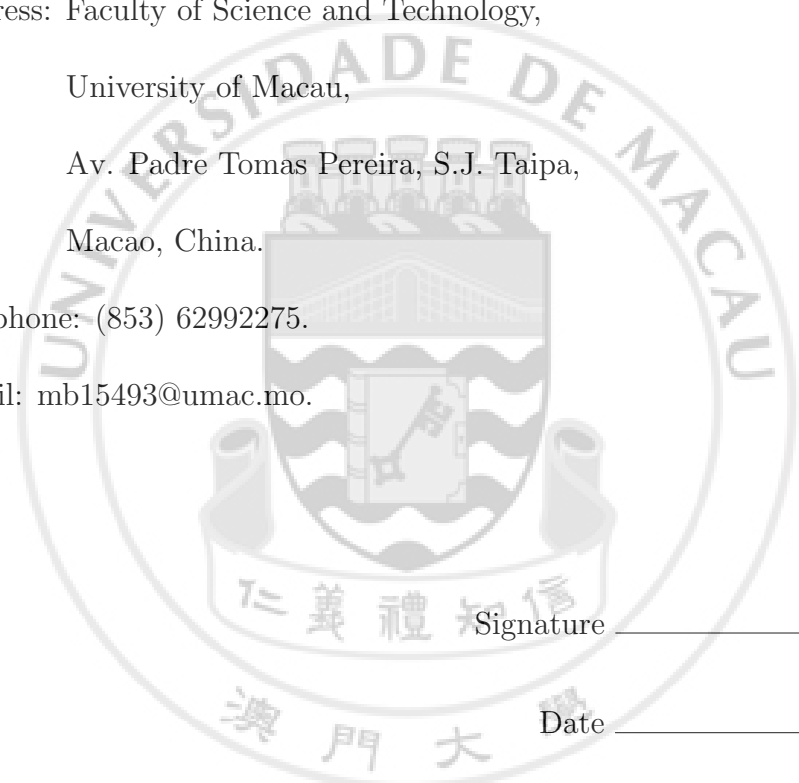 ress: Faculty of Science and Technology,
University of Macau,
Av. Padre Tomas Pereira, S.J. Taipa,
Macao, China.
phone: (853) 62992275.
il: mb15493@umac.mo.
Signature
Date
UNIVERSIDADE DE MACAU
仁義禮知信
澳門大學